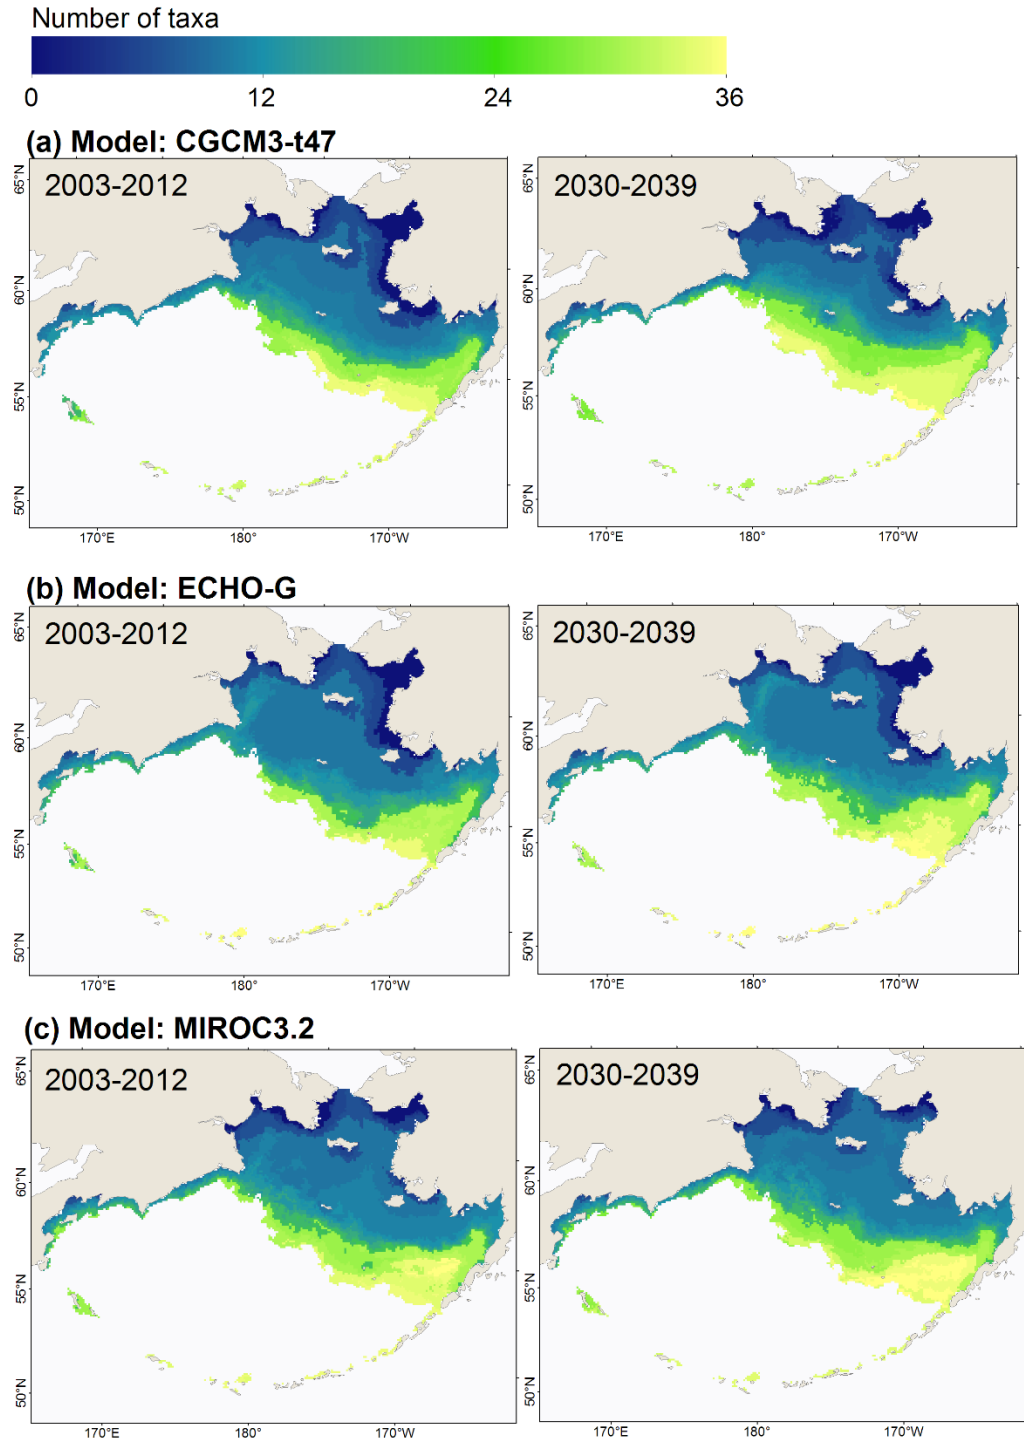 Number of taxa
0 12 24 36
(a) Model: CGCM3-t47
2003-2012 2030-2039
65°N 65°N
60°N 60°N
55°N 55°N
50°N 50°N
170°E 180° 170°W 170°E 180° 170°W
(b) Model: ECHO-G
2003-2012 2030-2039
65°N 65°N
60°N 60°N
55°N 55°N
50°N 50°N
170°E 180° 170°W 170°E 180° 170°W
(c) Model: MIROC3.2
2003-2012 2030-2039
65°N 65°N
60°N 60°N
55°N 55°N
50°N 50°N
170°E 180° 170°W 170°E 180° 170°W